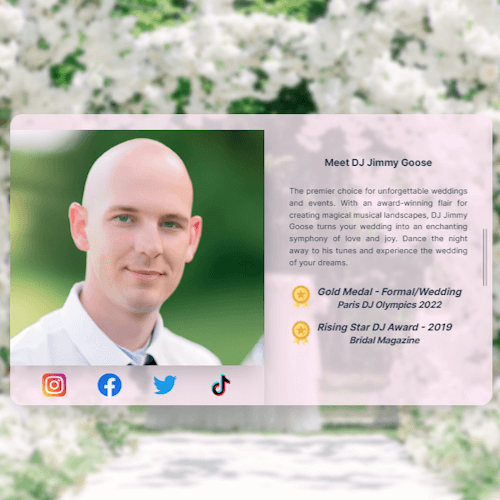 Meet DJ Jimmy Goose
The premier choice for unforgettable weddings
and events. With an award-winning flair for
creating magical musical landscapes, DJ Jimmy
Goose turns your wedding into an enchanting
symphony of love and joy. Dance the night
away to his tunes and experience the wedding
of your dreams.
Gold Medal - Formal/Wedding
Paris DJ Olympics 2022
Rising Star DJ Award - 2019
Bridal Magazine